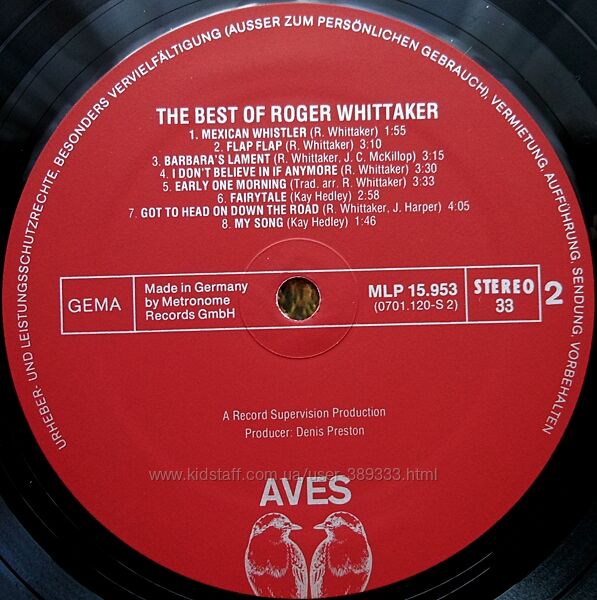 URHEBER- UND LEISTUNGSSCHUTZRECHTE, BESONDERS VERVIELFÄLTIGUNG (AUSSER ZUM PERSÖNLICHEN GEBRAUCH), VERMIETUNG, AUFFÜHRUNG, SENDUNG VORBEHALTEN
THE BEST OF ROGER WHITTAKER
1. MEXICAN WHISTLER (R. Whittaker) 1:55
2. FLAP FLAP (R. Whittaker) 3:10
3. BARBARA'S LAMENT (R. Whittaker, J. C. McKillop) 3:15
4. I DON'T BELIEVE IN IF ANYMORE (R. Whittaker) 3:30
5. EARLY ONE MORNING (Trad. arr. R. Whittaker) 3:33
6. FAIRYTALE (Kay Hedley) 2:58
7. GOT TO HEAD ON DOWN THE ROAD (R. Whittaker, J. Harper) 4:05
8. MY SONG (Kay Hedley) 1:46
GEMA
Made in Germany
by Metronome
Records GmbH
MLP 15.953
(0701.120-S 2)
STEREO
33
2
A Record Supervision Production
Producer: Denis Preston
www.kidstaff.com.ua/user_389333.html
AVES